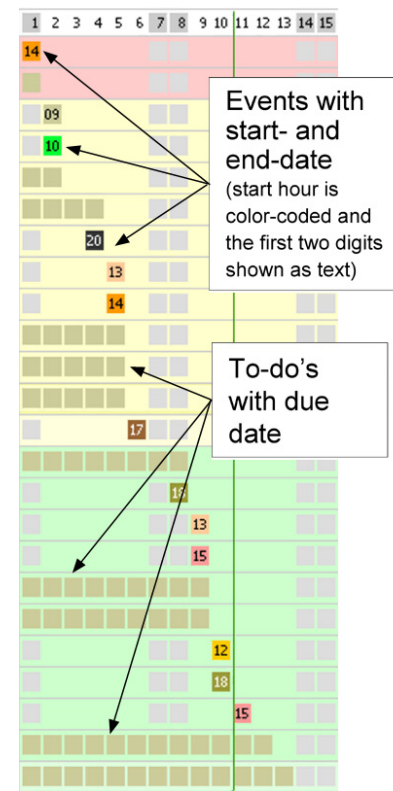 1 2 3 4 5 6 7 8 9 10 11 12 13 14 15
14
Events with
start- and
end-date
(start hour is
color-coded and
the first two digits
shown as text)
09
10
20
13
14
To-do's
with due
date
17
18
13
15
12
18
15